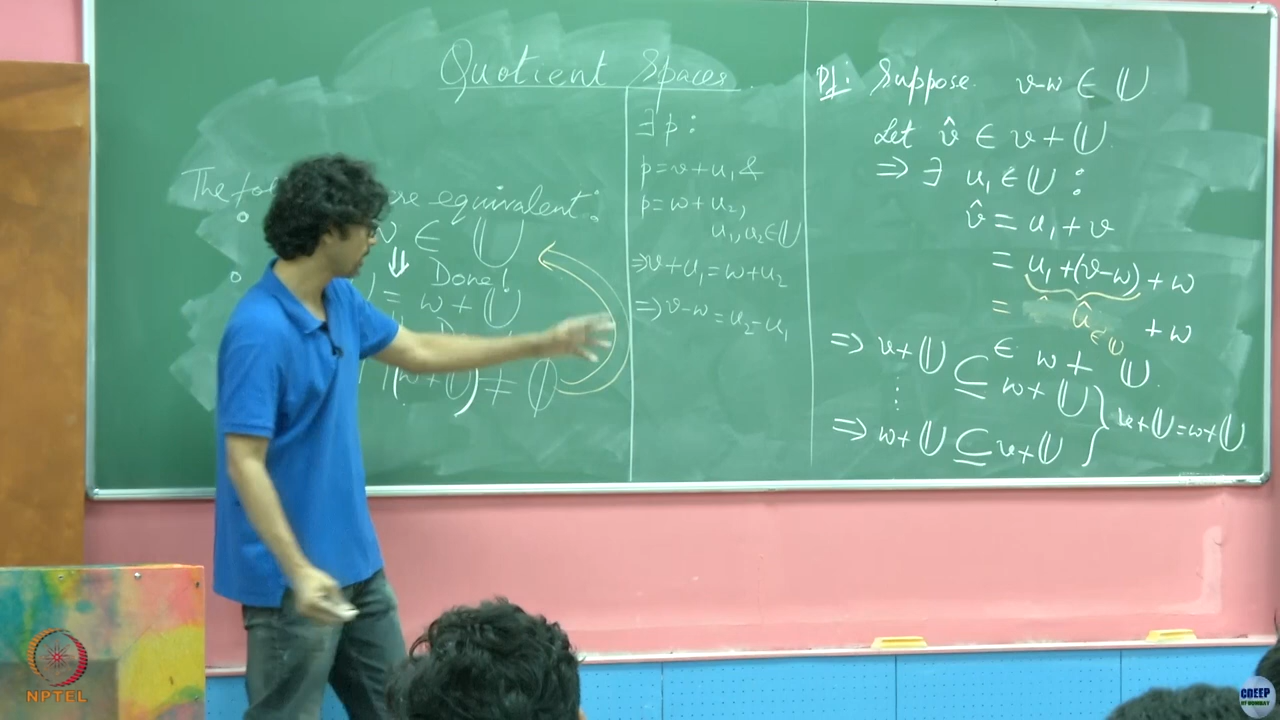 Quotient Spaces
The fo are equivalent:
v ∈ 𝕌
⇓ Done!
= w + 𝕌
(w+𝕌) ≠ ∅
∃ p :
p = v + u₁ &
p = w + u₂,
u₁, u₂ ∈ 𝕌
⇒ v + u₁ = w + u₂
⇒ v - w = u₂ - u₁
Pf: Suppose v-w ∈ 𝕌
Let v̂ ∈ v + 𝕌.
⇒ ∃ u₁ ∈ 𝕌 :
v̂ = u₁ + v
= u₁ + (v-w) + w
= û ∈ 𝕌 + w
∈ w + 𝕌.
⇒ v + 𝕌 ⊆ w + 𝕌
⋮
⇒ w + 𝕌 ⊆ v + 𝕌 } v+𝕌 = w+𝕌
NPTEL
CDEEP
IIT BOMBAY